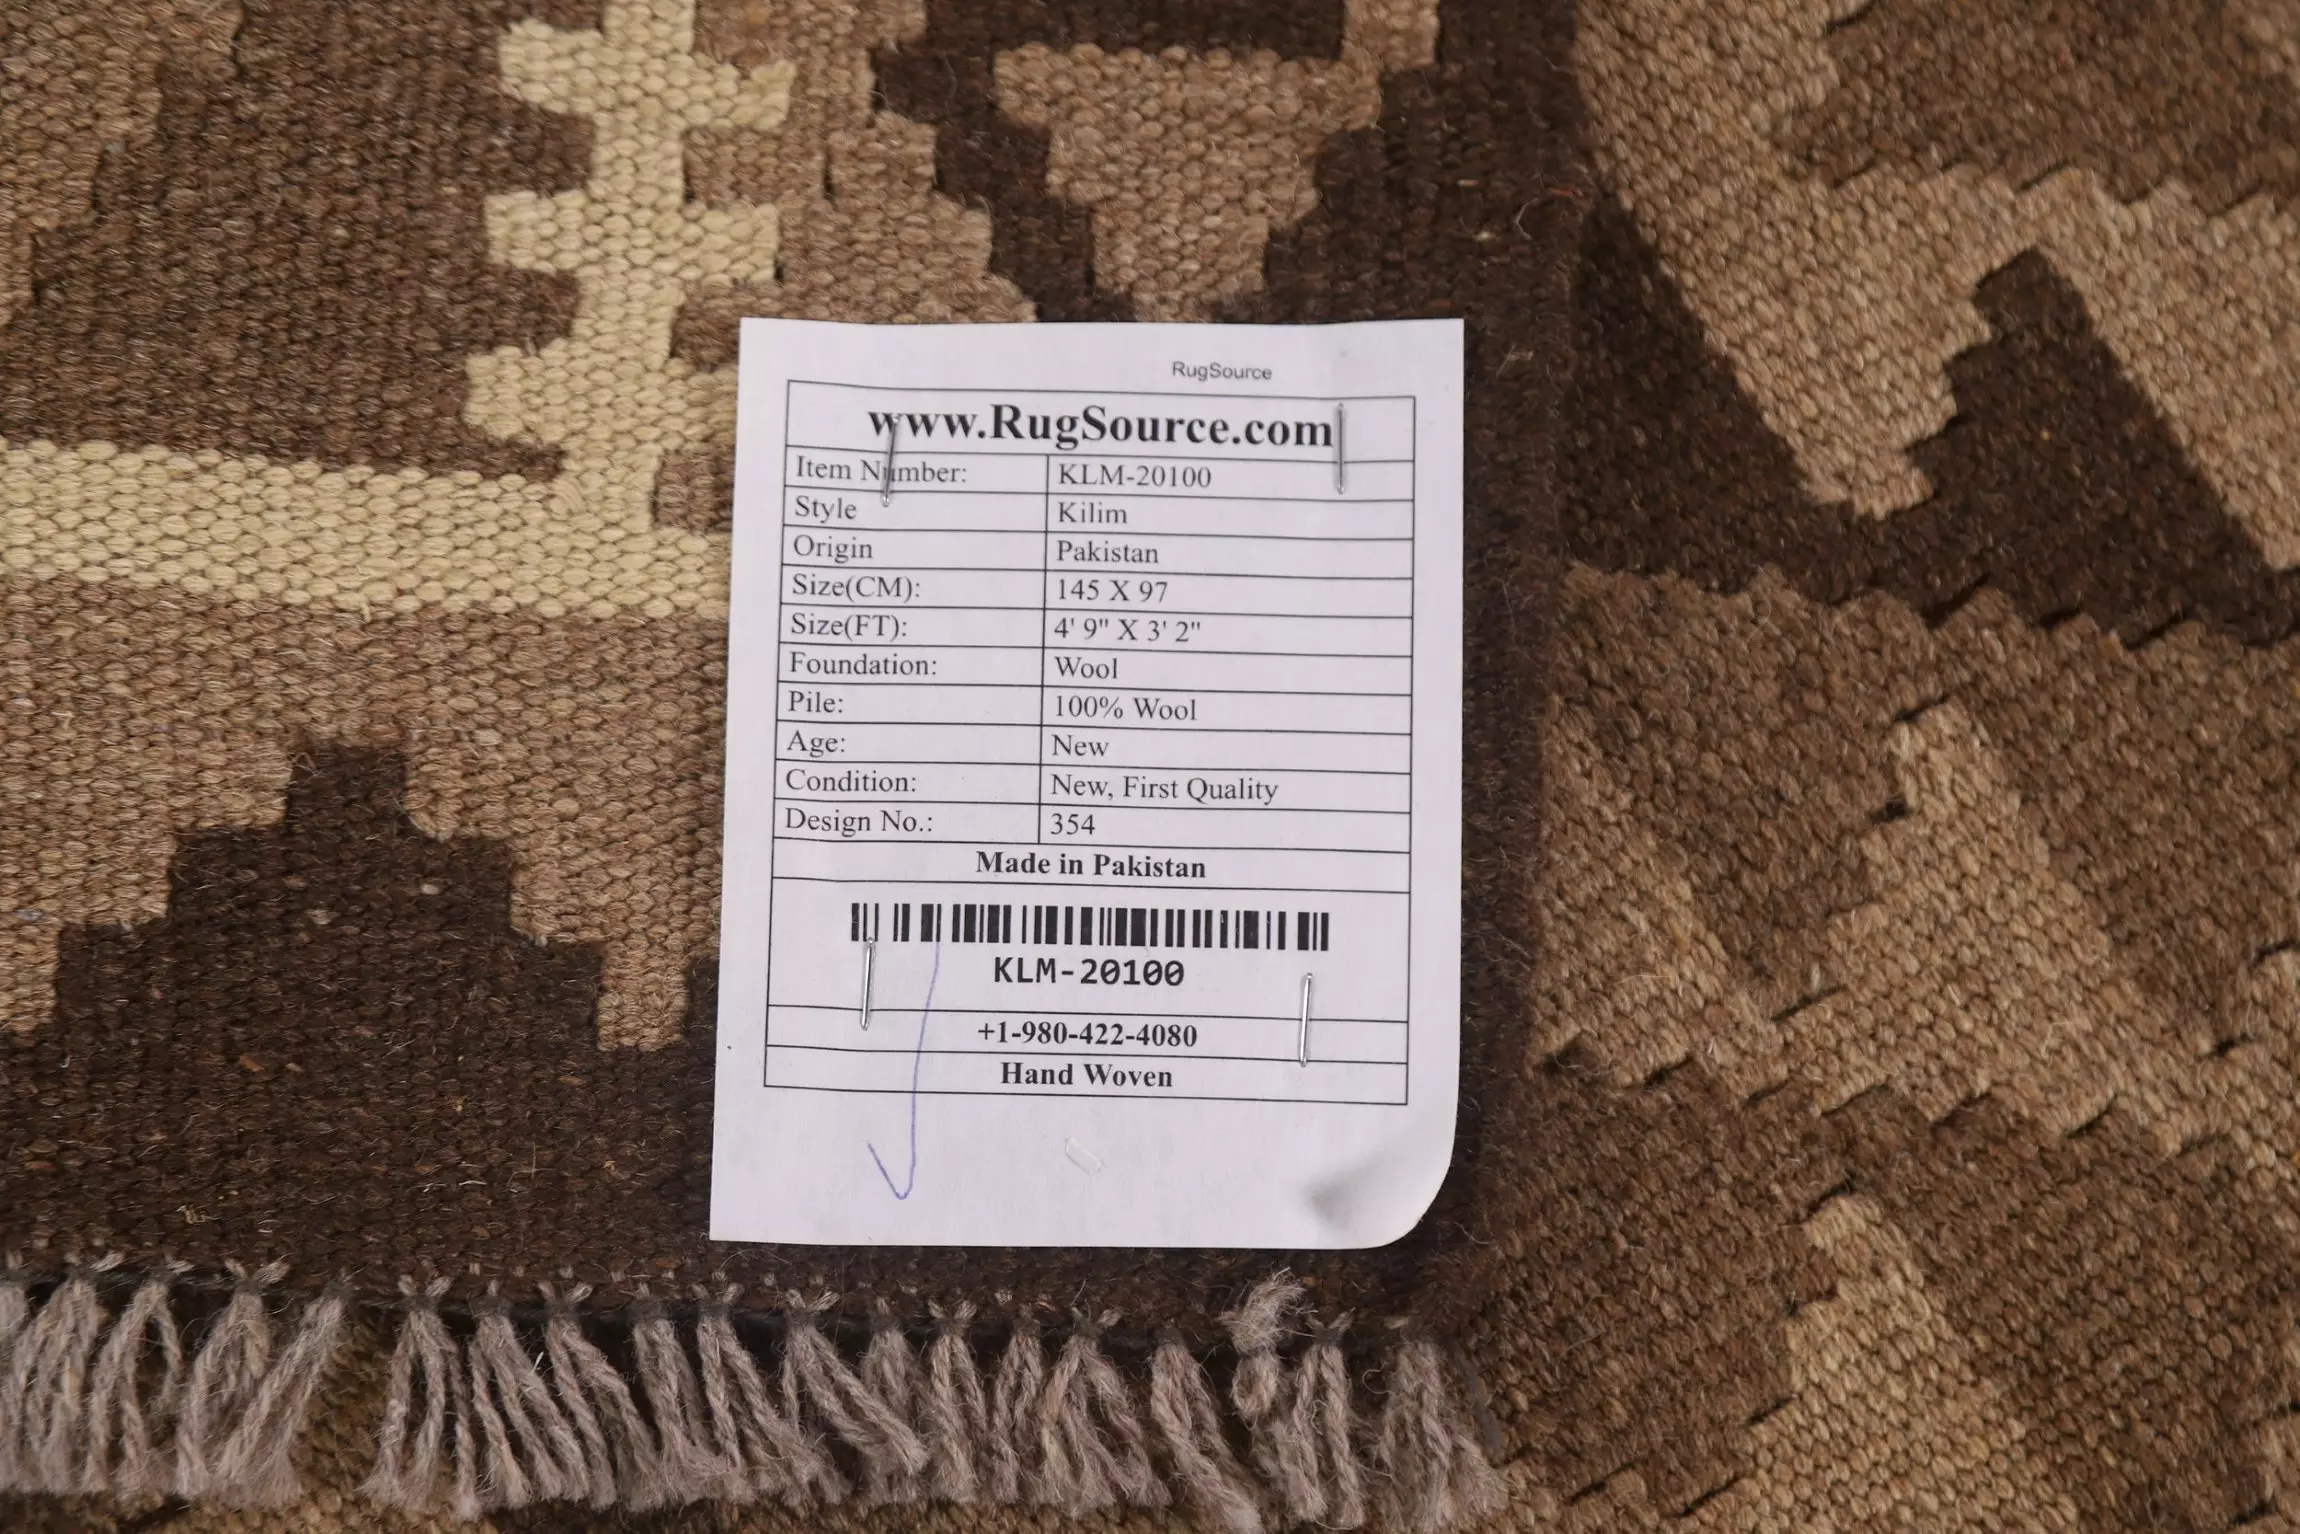 RugSource
www.RugSource.com
Item Number: KLM-20100
Style Kilim
Origin Pakistan
Size(CM): 145 X 97
Size(FT): 4' 9" X 3' 2"
Foundation: Wool
Pile: 100% Wool
Age: New
Condition: New, First Quality
Design No.: 354
Made in Pakistan
KLM-20100
+1-980-422-4080
Hand Woven